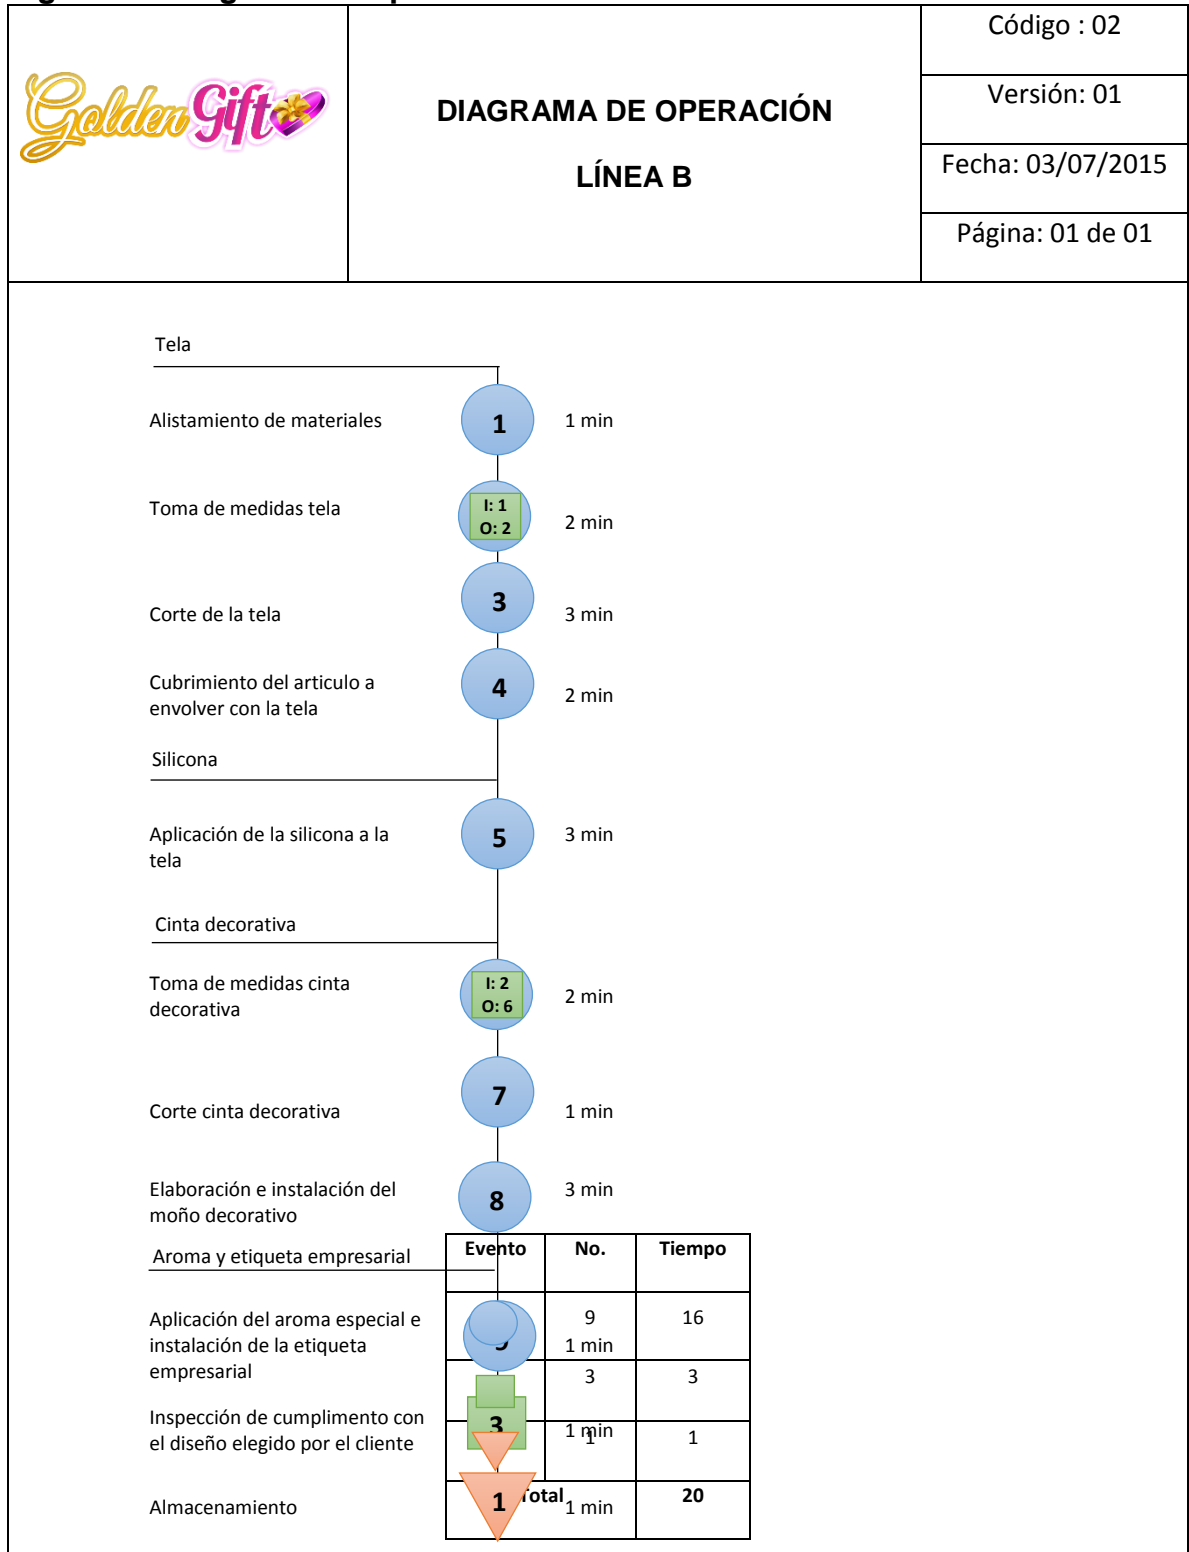 Golden Gift
DIAGRAMA DE OPERACIÓN
LÍNEA B
Código : 02
Versión: 01
Fecha: 03/07/2015
Página: 01 de 01
Tela
Alistamiento de materiales
1
1 min
Toma de medidas tela
I: 1
O: 2
2 min
3
Corte de la tela
3 min
Cubrimiento del articulo a
envolver con la tela
4
2 min
Silicona
Aplicación de la silicona a la
tela
5
3 min
Cinta decorativa
Toma de medidas cinta
decorativa
I: 2
O: 6
2 min
7
Corte cinta decorativa
1 min
Elaboración e instalación del
moño decorativo
8
3 min
Aroma y etiqueta empresarial
Evento No. Tiempo
Aplicación del aroma especial e
instalación de la etiqueta
empresarial
1 min
9 16
3 3
Inspección de cumplimento con
el diseño elegido por el cliente
3
1 min
1 1
Almacenamiento
1
1 min
Total 20